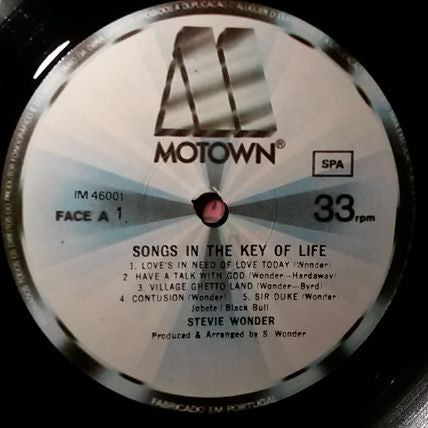 MOTOWN®
SPA
IM 46001
FACE A 1
33 rpm
SONGS IN THE KEY OF LIFE
1. LOVE'S IN NEED OF LOVE TODAY (Wonder)
2. HAVE A TALK WITH GOD (Wonder—Hardaway)
3. VILLAGE GHETTO LAND (Wonder—Byrd)
4. CONTUSION (Wonder) 5. SIR DUKE (Wonder)
Jobete / Black Bull
STEVIE WONDER
Produced & Arranged by S. Wonder
FABRICADO EM PORTUGAL